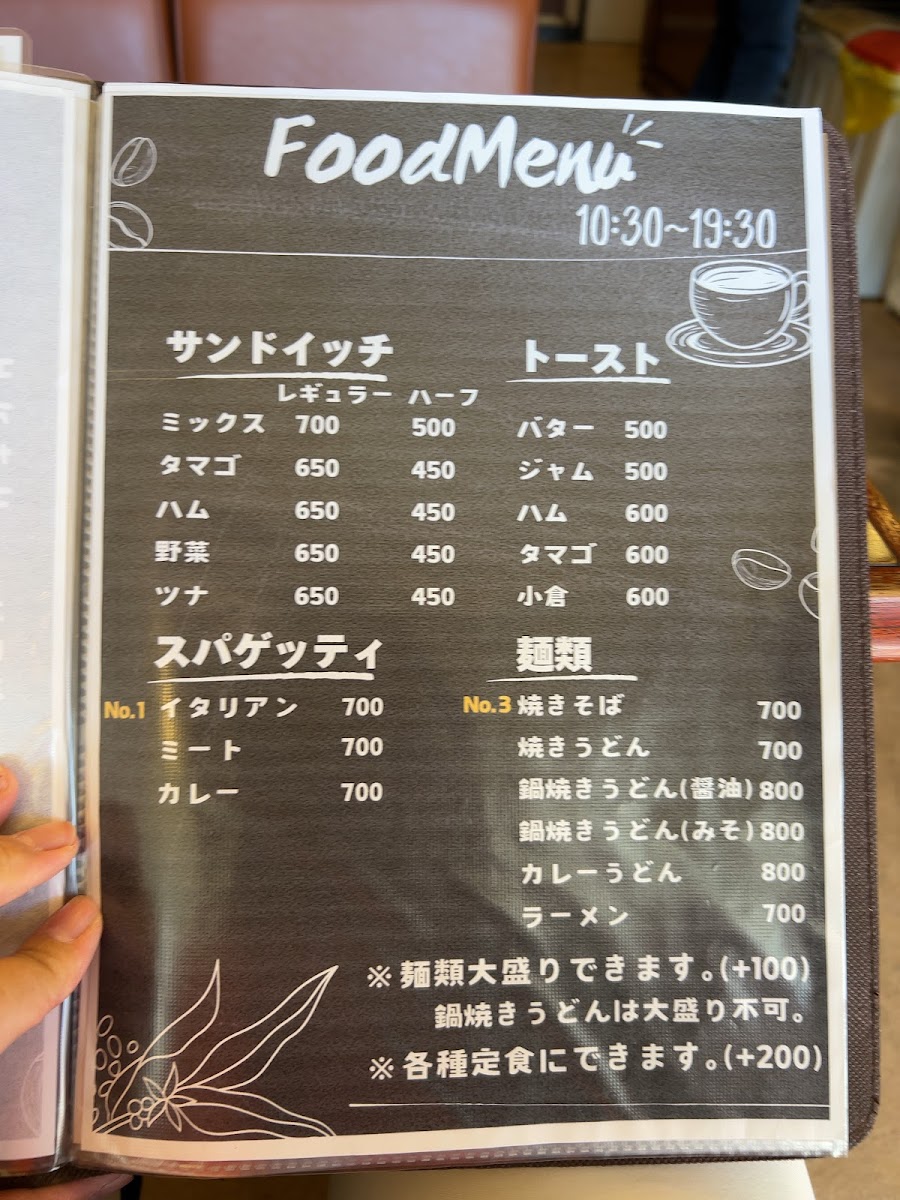 FoodMenu
10:30~19:30
サンドイッチ
レギュラー ハーフ
ミックス 700 500
タマゴ 650 450
ハム 650 450
野菜 650 450
ツナ 650 450
トースト
バター 500
ジャム 500
ハム 600
タマゴ 600
小倉 600
スパゲッティ
No.1 イタリアン 700
ミート 700
カレー 700
麺類
No.3 焼きそば 700
焼きうどん 700
鍋焼きうどん(醤油) 800
鍋焼きうどん(みそ) 800
カレーうどん 800
ラーメン 700
※ 麺類大盛りできます。(+100)
鍋焼きうどんは大盛り不可。
※ 各種定食にできます。(+200)